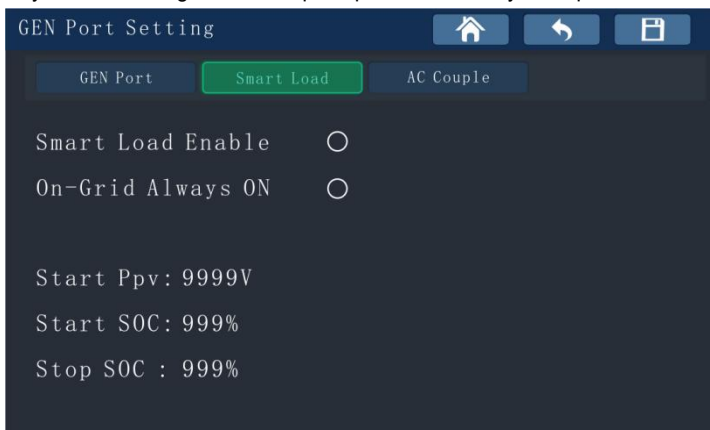 GEN Port Setting
GEN Port Smart Load AC Couple
Smart Load Enable
On-Grid Always ON
Start Ppv: 9999V
Start SOC: 999%
Stop SOC : 999%